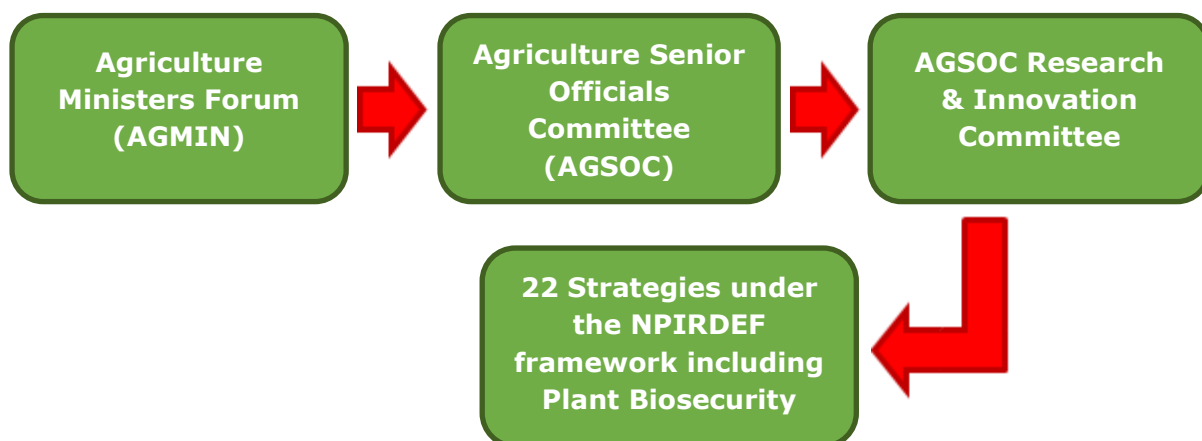 Agriculture
Ministers Forum
(AGMIN)
Agriculture Senior
Officials
Committee
(AGSOC)
AGSOC Research
& Innovation
Committee
22 Strategies under
the NPIRDEF
framework including
Plant Biosecurity